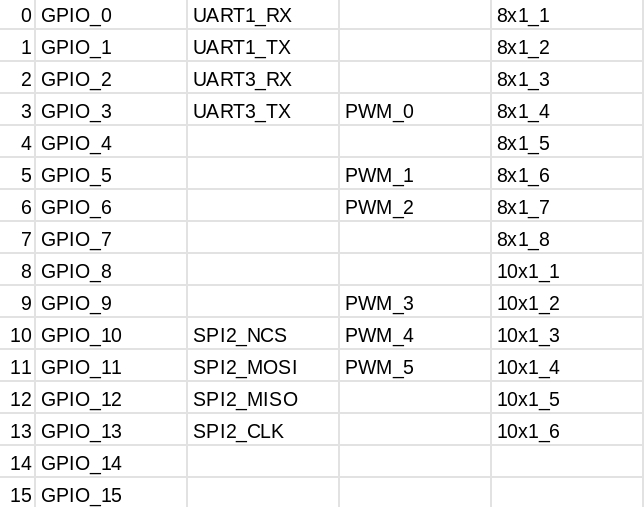 0 GPIO_0 UART1_RX 8x1_1
1 GPIO_1 UART1_TX 8x1_2
2 GPIO_2 UART3_RX 8x1_3
3 GPIO_3 UART3_TX PWM_0 8x1_4
4 GPIO_4 8x1_5
5 GPIO_5 PWM_1 8x1_6
6 GPIO_6 PWM_2 8x1_7
7 GPIO_7 8x1_8
8 GPIO_8 10x1_1
9 GPIO_9 PWM_3 10x1_2
10 GPIO_10 SPI2_NCS PWM_4 10x1_3
11 GPIO_11 SPI2_MOSI PWM_5 10x1_4
12 GPIO_12 SPI2_MISO 10x1_5
13 GPIO_13 SPI2_CLK 10x1_6
14 GPIO_14
15 GPIO_15